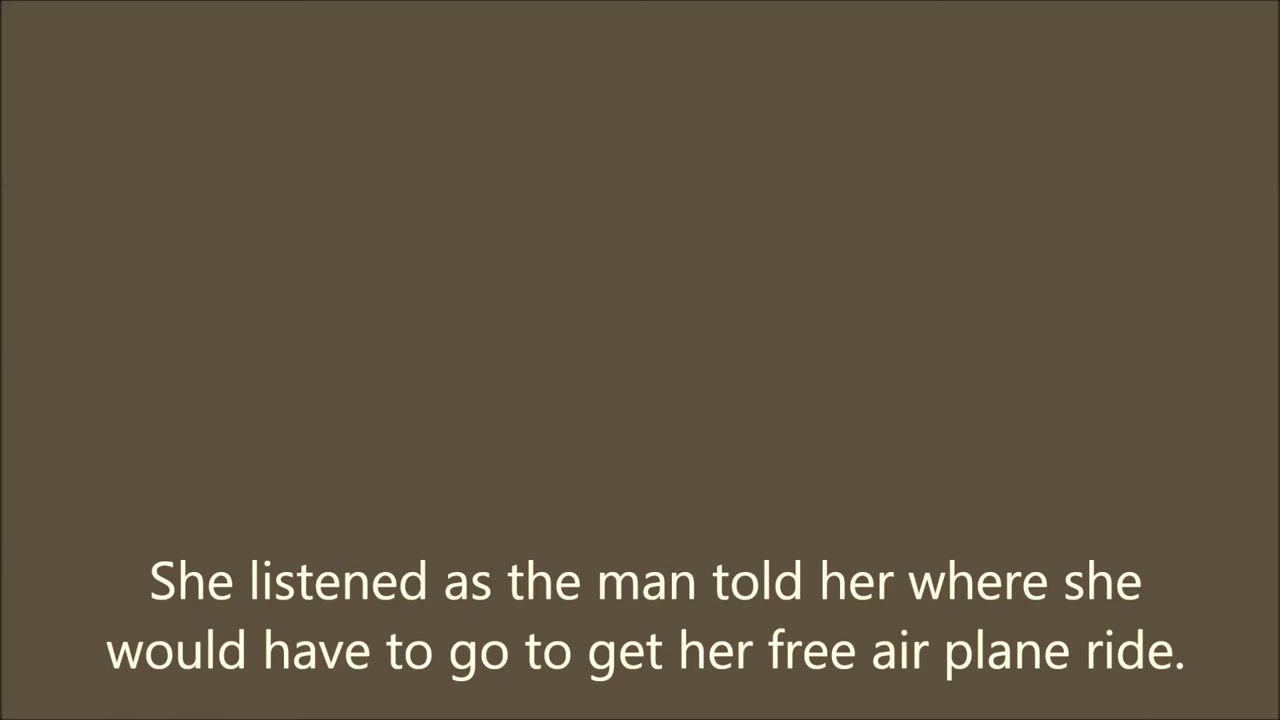 She listened as the man told her where she
would have to go to get her free air plane ride.